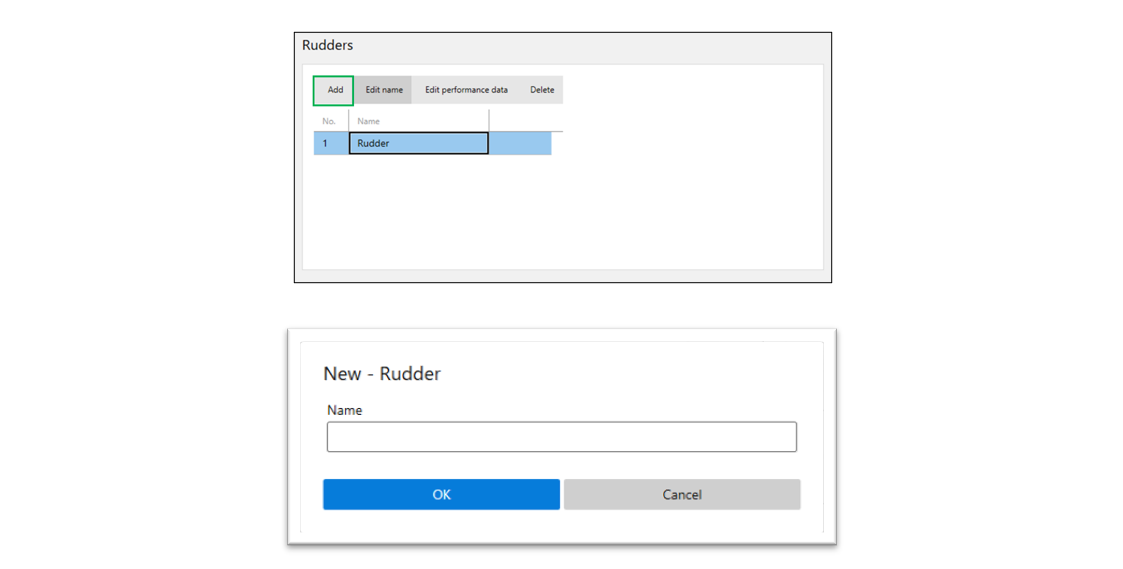 Rudders
Add Edit name Edit performance data Delete
No. Name
1 Rudder
New - Rudder
Name
OK Cancel